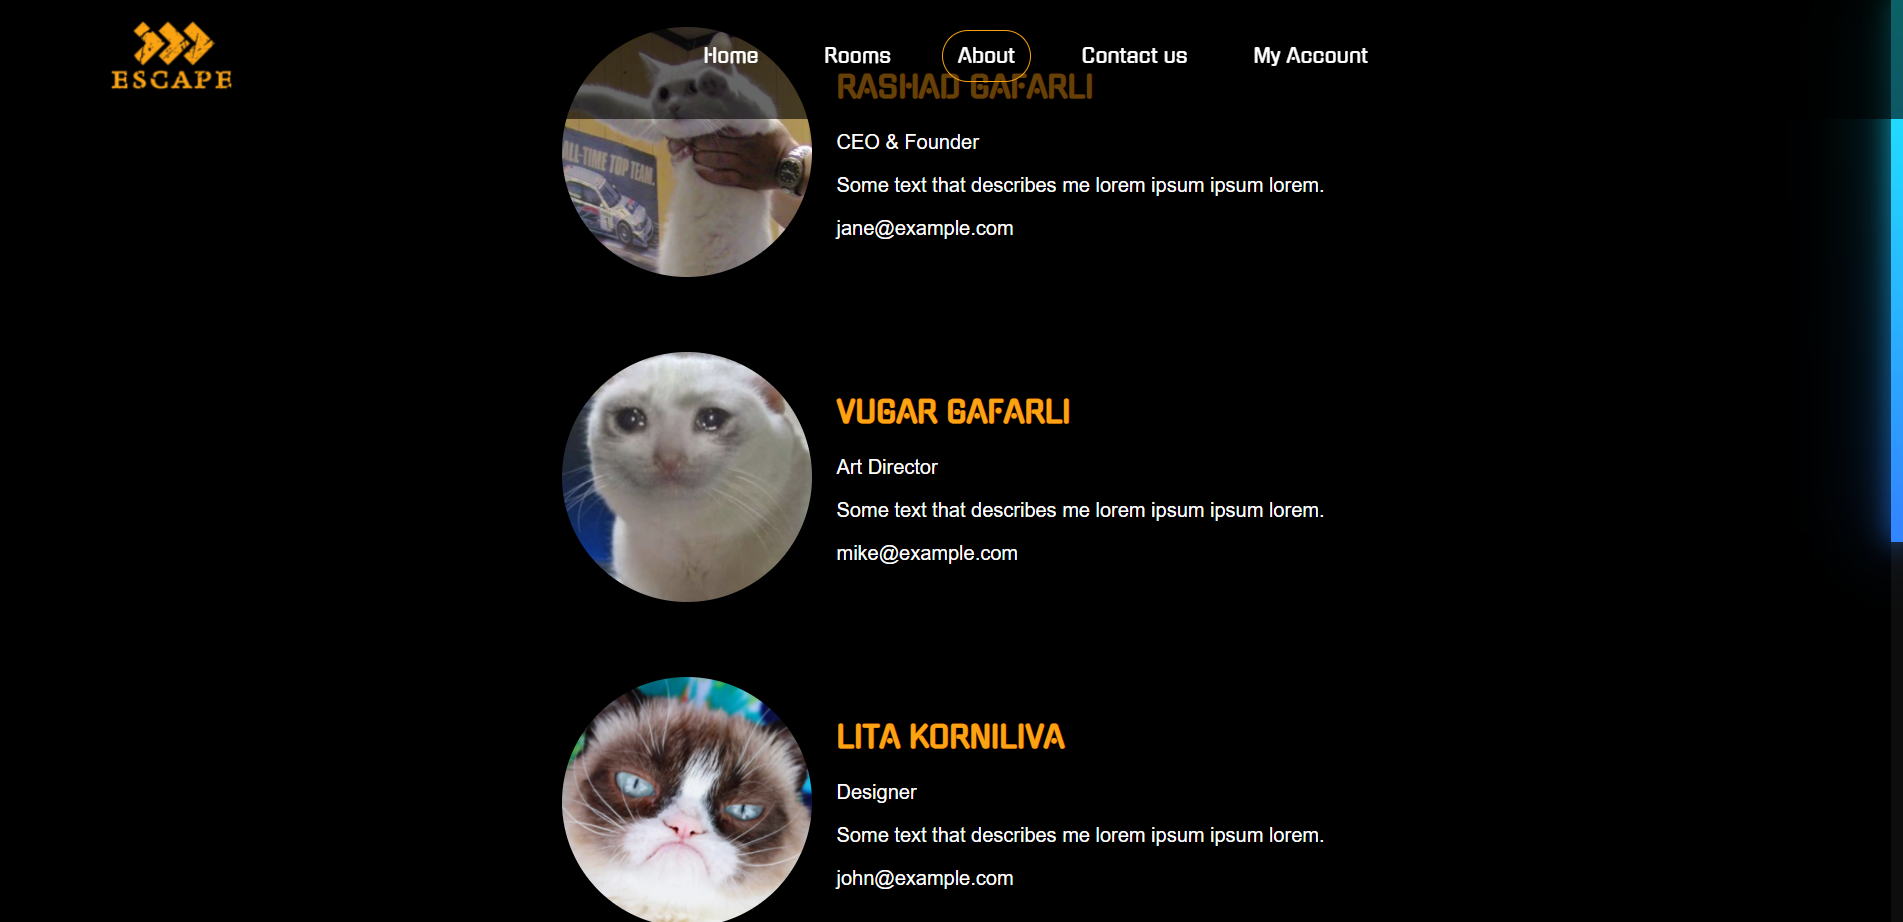 ESCAPE
Home Rooms About Contact us My Account
RASHAD GAFARLI
CEO & Founder
ALL-TIME TOP TEAM.
Some text that describes me lorem ipsum ipsum lorem.
jane@example.com
VUGAR GAFARLI
Art Director
Some text that describes me lorem ipsum ipsum lorem.
mike@example.com
LITA KORNILIVA
Designer
Some text that describes me lorem ipsum ipsum lorem.
john@example.com